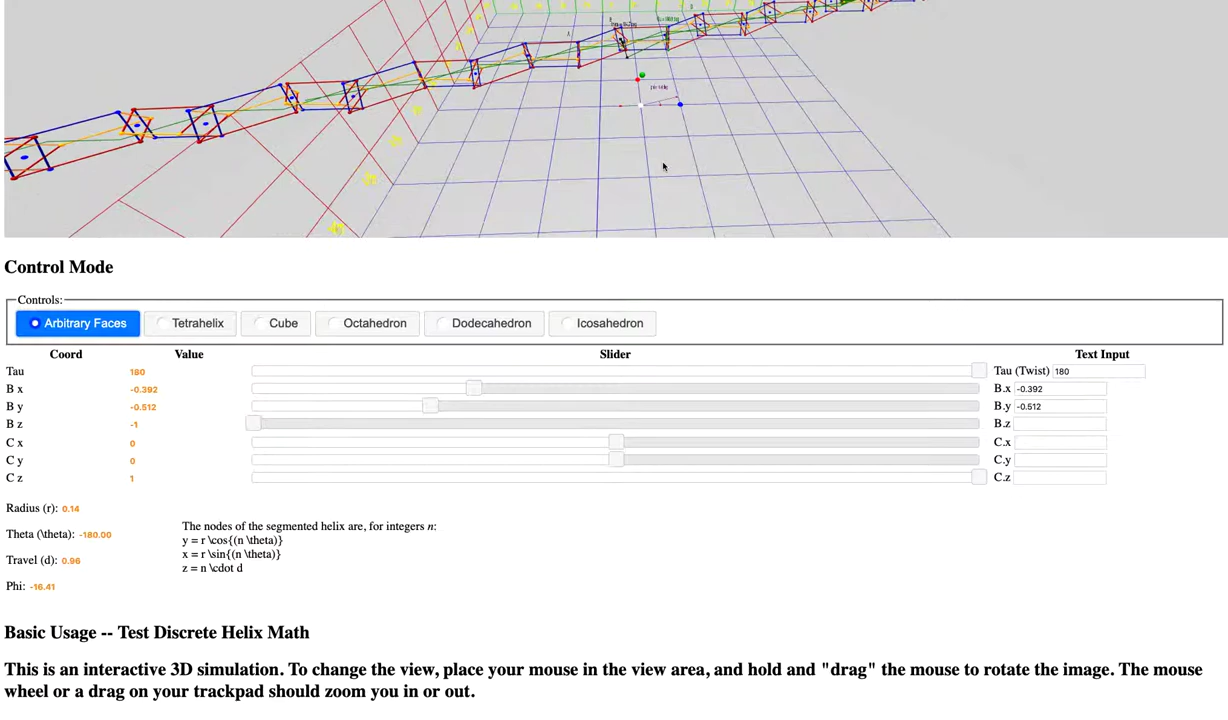 Control Mode
Controls:
Arbitrary Faces Tetrahelix Cube Octahedron Dodecahedron Icosahedron
Coord Value Slider Text Input
Tau 180 Tau (Twist) 180
B x -0.392 B.x -0.392
B y -0.512 B.y -0.512
B z -1 B.z
C x 0 C.x
C y 0 C.y
C z 1 C.z
Radius (r): 0.14
Theta (\theta): -180.00
Travel (d): 0.96
Phi: -16.41
The nodes of the segmented helix are, for integers n:
y = r \cos{(n \theta)}
x = r \sin{(n \theta)}
z = n \cdot d
Basic Usage -- Test Discrete Helix Math
This is an interactive 3D simulation. To change the view, place your mouse in the view area, and hold and "drag" the mouse to rotate the image. The mouse
wheel or a drag on your trackpad should zoom you in or out.